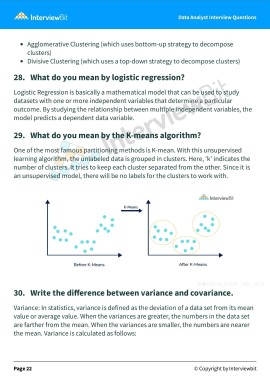 InterviewBit
Data Analyst Interview Questions
• Agglomerative Clustering (which uses bottom-up strategy to decompose
clusters)
• Divisive Clustering (which uses a top-down strategy to decompose clusters)
28. What do you mean by logistic regression?
Logistic Regression is basically a mathematical model that can be used to study
datasets with one or more independent variables that determine a particular
outcome. By studying the relationship between multiple independent variables, the
model predicts a dependent data variable.
29. What do you mean by the K-means algorithm?
One of the most famous partitioning methods is K-mean. With this unsupervised
learning algorithm, the unlabeled data is grouped in clusters. Here, 'k' indicates the
number of clusters. It tries to keep each cluster separated from the other. Since it is
an unsupervised model, there will be no labels for the clusters to work with.
InterviewBit
K-Means
Before K-Means
After K-Means
30. Write the difference between variance and covariance.
Variance: In statistics, variance is defined as the deviation of a data set from its mean
value or average value. When the variances are greater, the numbers in the data set
are farther from the mean. When the variances are smaller, the numbers are nearer
the mean. Variance is calculated as follows:
Page 22
© Copyright by Interviewbit